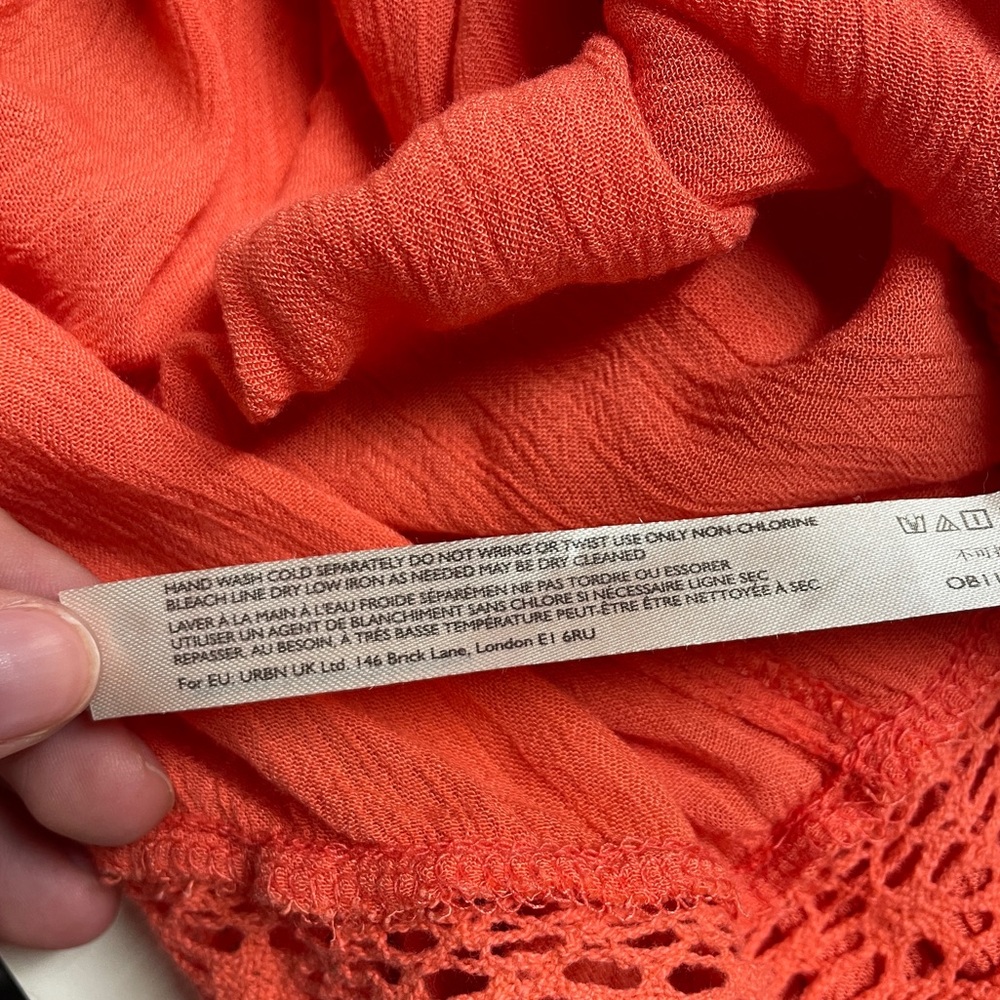 HAND WASH COLD SEPARATELY DO NOT WRING OR TWIST USE ONLY NON-CHLORINE
BLEACH LINE DRY LOW IRON AS NEEDED MAY BE DRY CLEANED
LAVER À LA MAIN À L'EAU FROIDE SÉPARÉMEN NE PAS TORDRE OU ESSORER
UTILISER UN AGENT DE BLANCHIMENT SANS CHLORE SI NÉCESSAIRE LIGNE SEC
REPASSER, AU BESOIN, À TRÈS BASSE TEMPÉRATURE PEUT-ÊTRE ÊTRE NETTOYÉE À SEC
For EU: URBN UK Ltd. 146 Brick Lane, London E1 6RU
不可
OB11